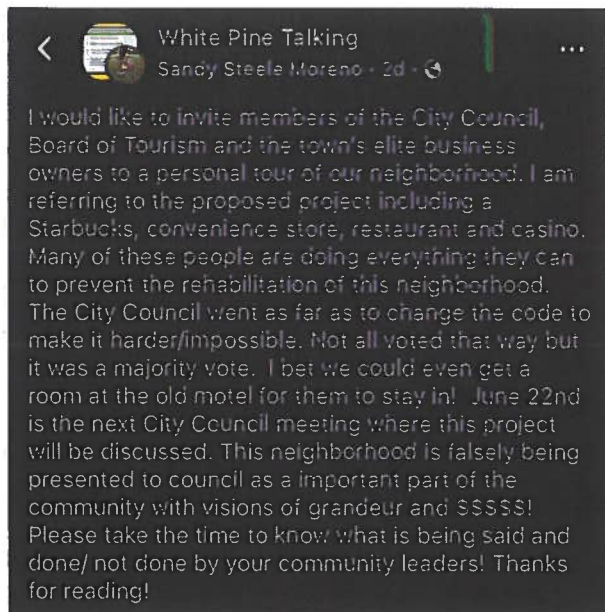 White Pine Talking
Sandy Steele Moreno · 2d ·
I would like to invite members of the City Council,
Board of Tourism and the town's elite business
owners to a personal tour of our neighborhood. I am
referring to the proposed project including a
Starbucks, convenience store, restaurant and casino.
Many of these people are doing everything they can
to prevent the rehabilitation of this neighborhood.
The City Council went as far as to change the code to
make it harder/impossible. Not all voted that way but
it was a majority vote. I bet we could even get a
room at the old motel for them to stay in! June 22nd
is the next City Council meeting where this project
will be discussed. This neighborhood is falsely being
presented to council as a important part of the
community with visions of grandeur and $$$$$!
Please take the time to know what is being said and
done/ not done by your community leaders! Thanks
for reading!